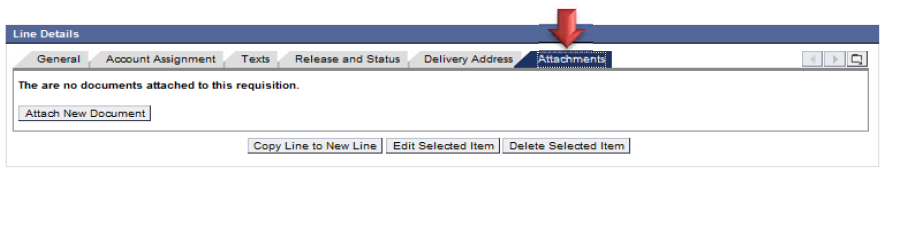 Line Details
General Account Assignment Texts Release and Status Delivery Address Attachments
The are no documents attached to this requisition.
Attach New Document
Copy Line to New Line Edit Selected Item Delete Selected Item